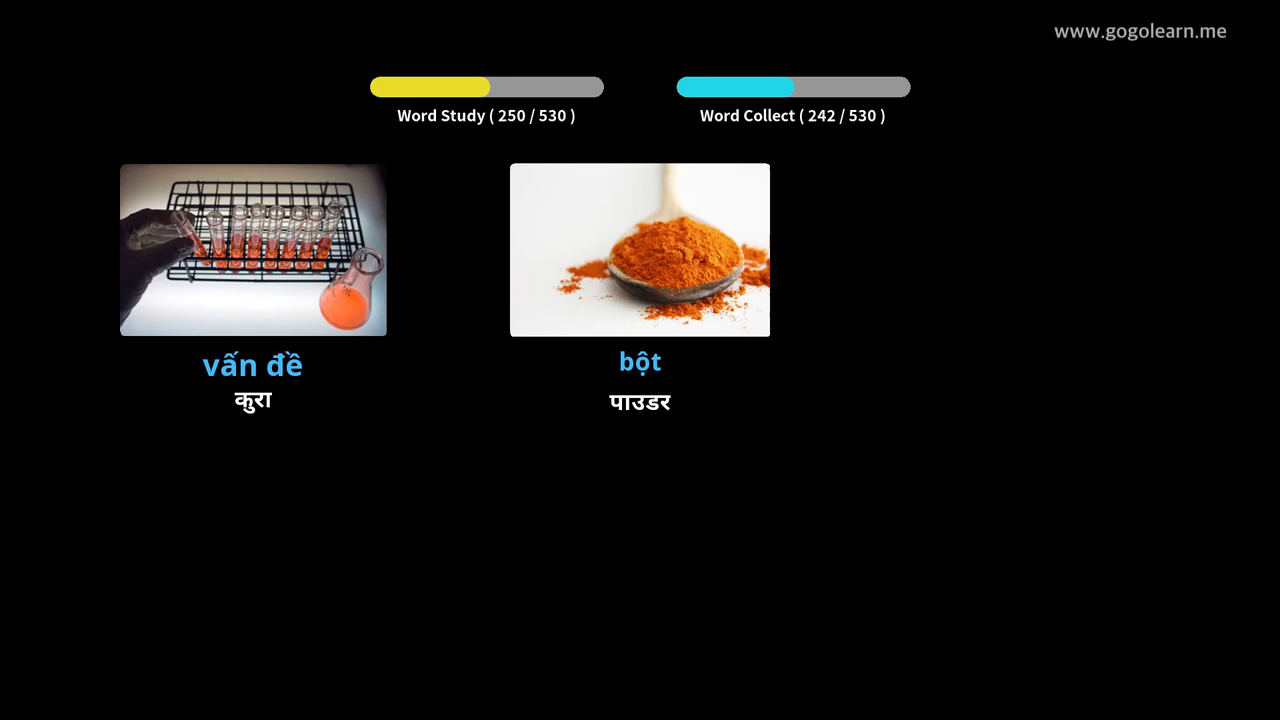 www.gogolearn.me
Word Study ( 250 / 530 )
Word Collect ( 242 / 530 )
vấn đề
कुरा
bột
पाउडर